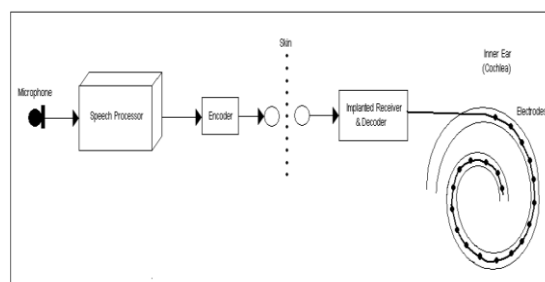 Skin
Inner Ear
(Cochlea)
Microphone
Speech Processor
Encoder
Implanted Receiver
& Decoder
Electrodes